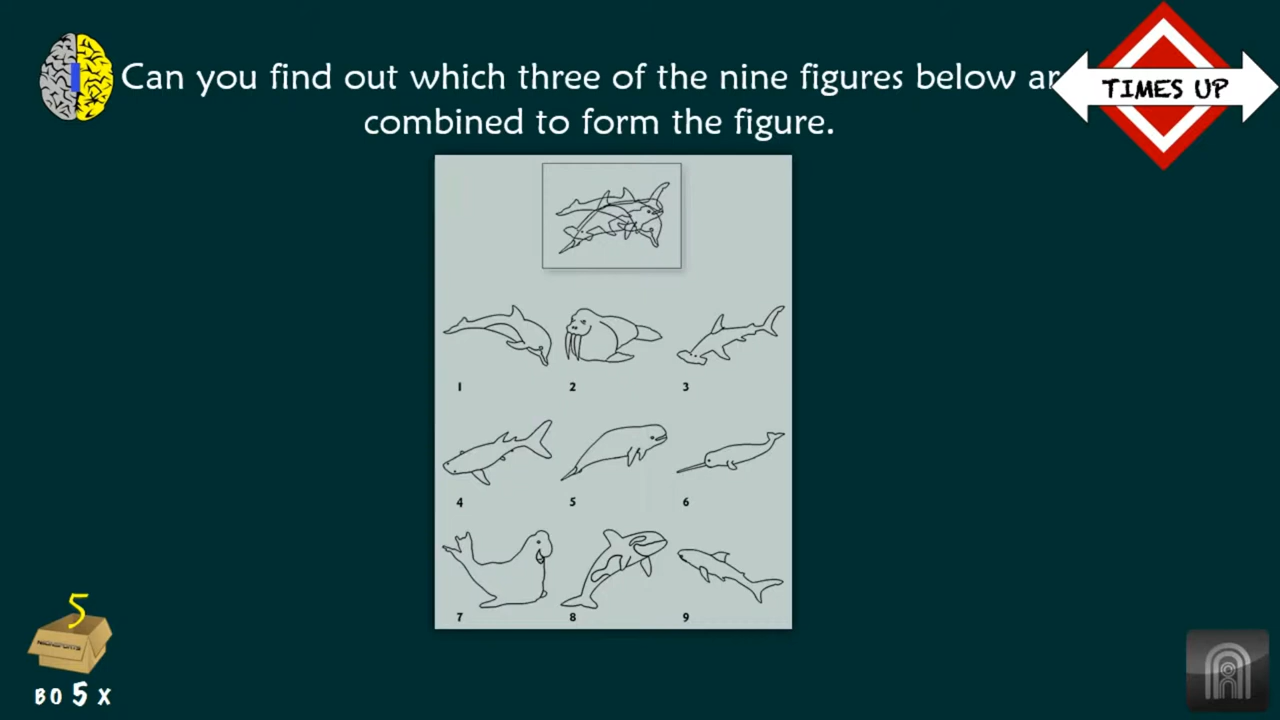 Can you find out which three of the nine figures below ar
TIMES UP
combined to form the figure.
1
2
3
4
5
6
7
8
9
5
BO 5 X